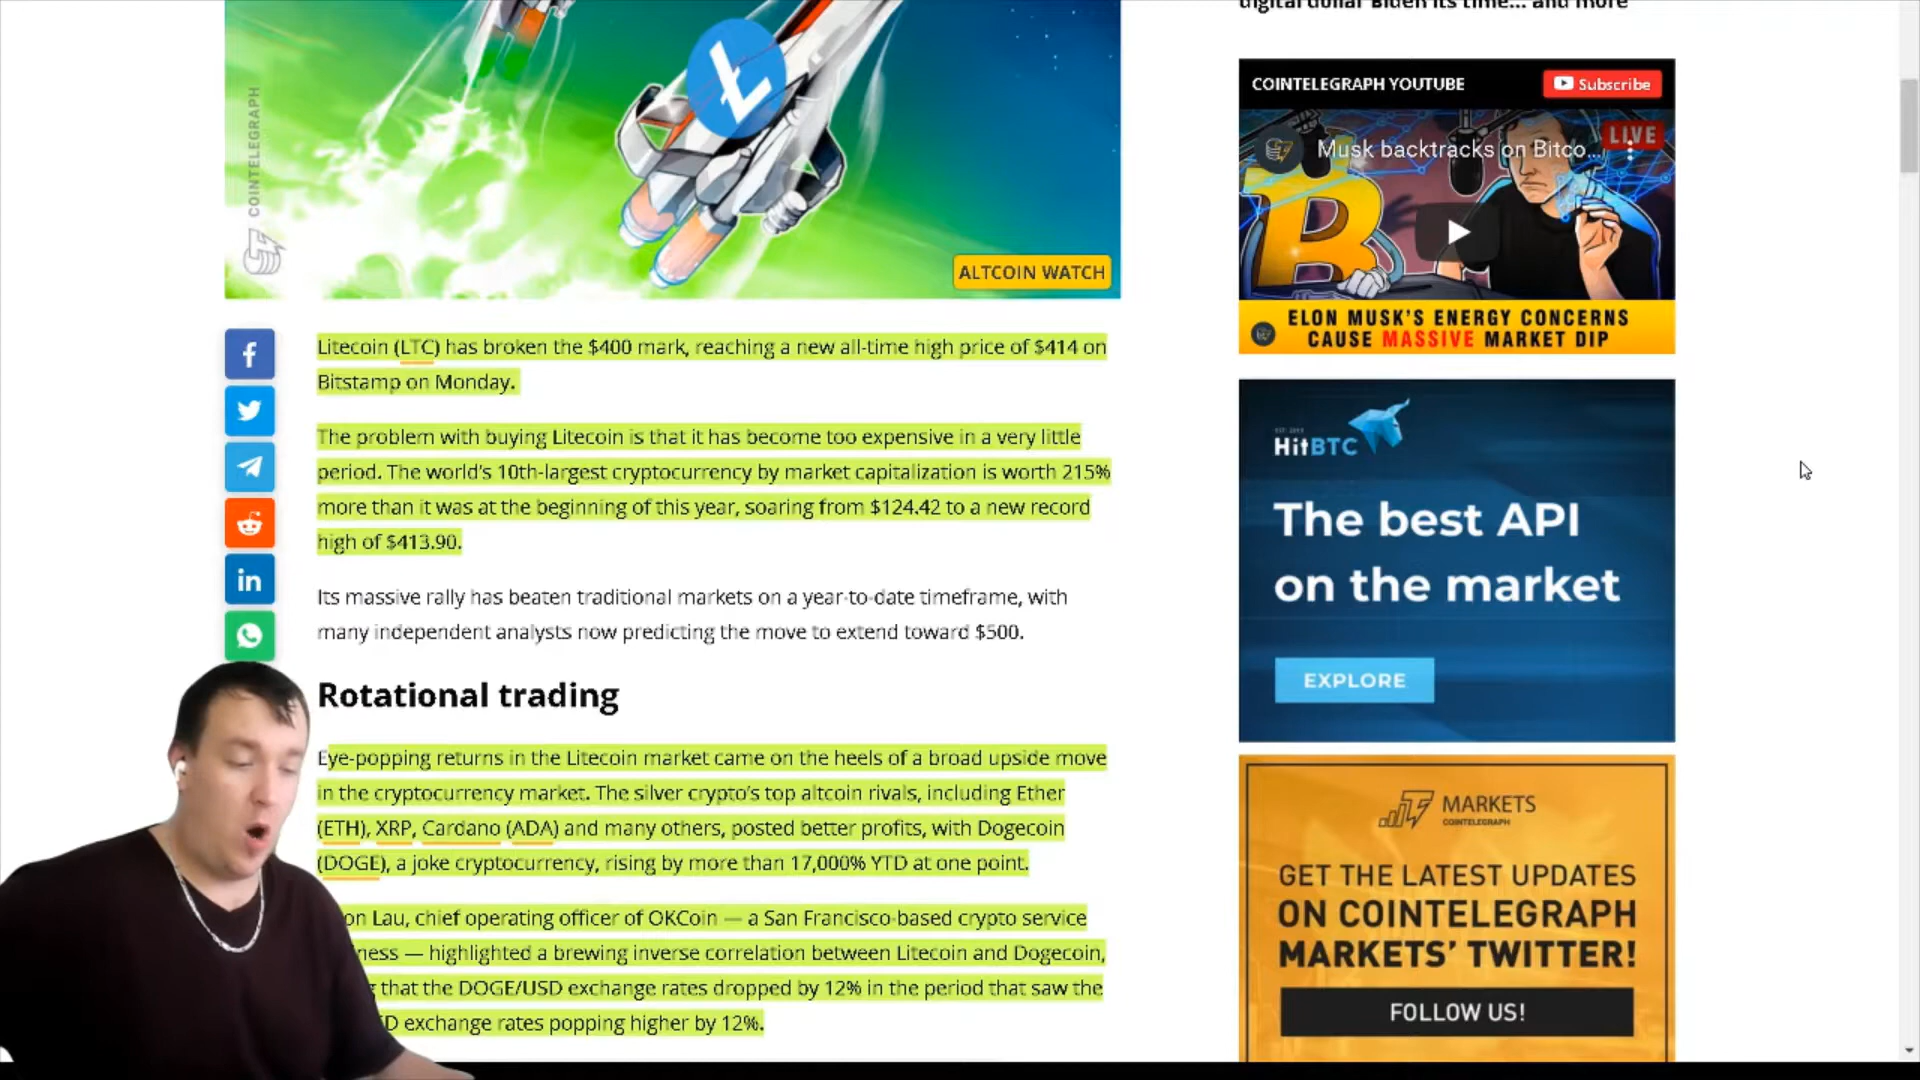 digital dollar Biden its time... and more
COINTELEGRAPH YOUTUBE
Subscribe
LIVE
Musk backtracks on Bitco...
ELON MUSK'S ENERGY CONCERNS
CAUSE MASSIVE MARKET DIP
COINTELEGRAPH
ALTCOIN WATCH
Litecoin (LTC) has broken the $400 mark, reaching a new all-time high price of $414 on
Bitstamp on Monday.
The problem with buying Litecoin is that it has become too expensive in a very little
period. The world's 10th-largest cryptocurrency by market capitalization is worth 215%
more than it was at the beginning of this year, soaring from $124.42 to a new record
high of $413.90.
Its massive rally has beaten traditional markets on a year-to-date timeframe, with
many independent analysts now predicting the move to extend toward $500.
Rotational trading
Eye-popping returns in the Litecoin market came on the heels of a broad upside move
in the cryptocurrency market. The silver crypto's top altcoin rivals, including Ether
(ETH), XRP, Cardano (ADA) and many others, posted better profits, with Dogecoin
(DOGE), a joke cryptocurrency, rising by more than 17,000% YTD at one point.
on Lau, chief operating officer of OKCoin — a San Francisco-based crypto service
ness — highlighted a brewing inverse correlation between Litecoin and Dogecoin,
that the DOGE/USD exchange rates dropped by 12% in the period that saw the
D exchange rates popping higher by 12%.
HitBTC
The best API
on the market
EXPLORE
MARKETS
COINTELEGRAPH
GET THE LATEST UPDATES
ON COINTELEGRAPH
MARKETS' TWITTER!
FOLLOW US!